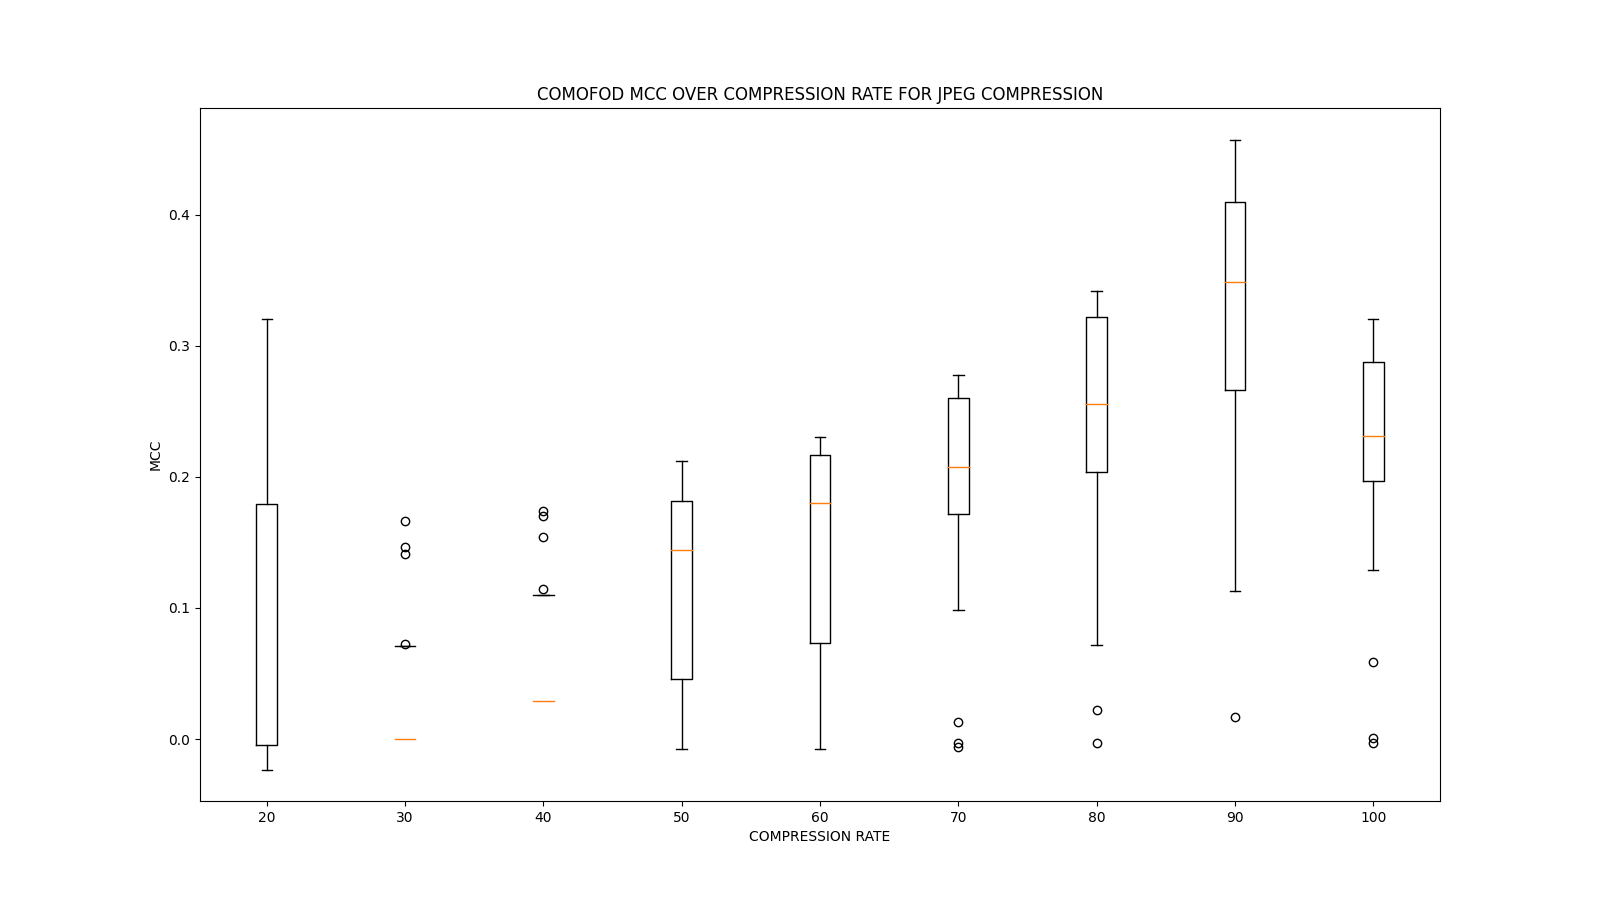 COMOFOD MCC OVER COMPRESSION RATE FOR JPEG COMPRESSION
0.4
0.3
MCC
0.2
0.1
0.0
20 30 40 50 60 70 80 90 100
COMPRESSION RATE